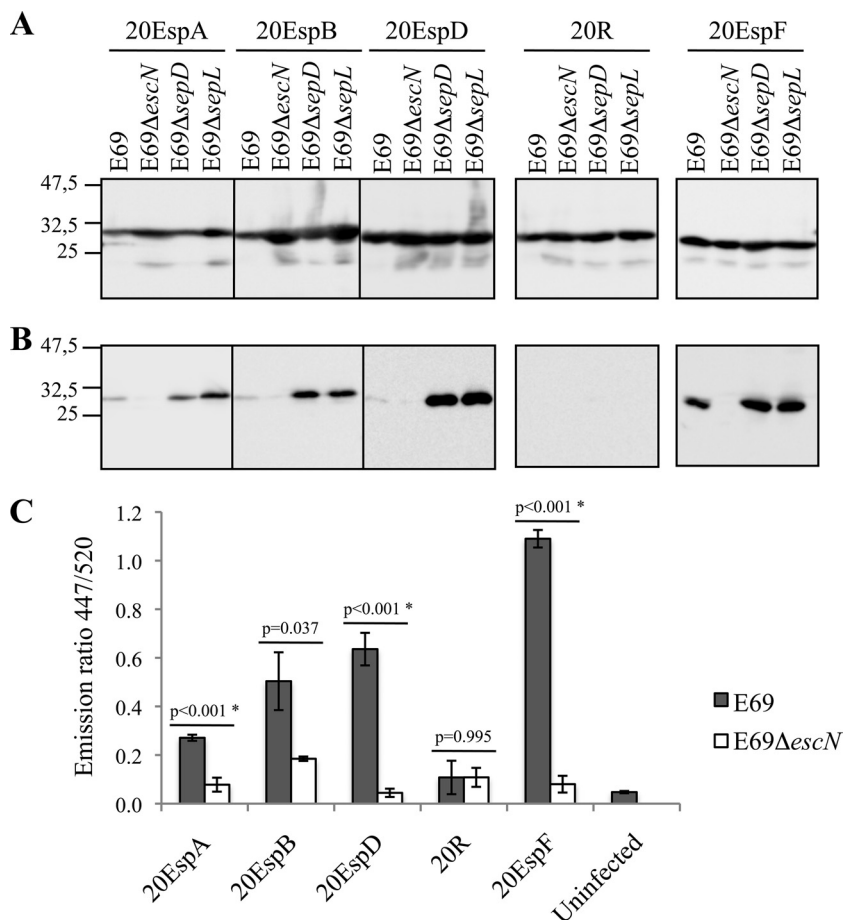 A
20EspA 20EspB 20EspD 20R 20EspF
E69 E69ΔescN E69ΔsepD E69ΔsepL E69 E69ΔescN E69ΔsepD E69ΔsepL E69 E69ΔescN E69ΔsepD E69ΔsepL E69 E69ΔescN E69ΔsepD E69ΔsepL E69 E69ΔescN E69ΔsepD E69ΔsepL
47,5
32,5
25
B
47,5
32,5
25
C
Emission ratio 447/520
1.2
1.0
0.8
0.6
0.4
0.2
0.0
p<0.001 *
p=0.037
p<0.001 *
p=0.995
p<0.001 *
E69
E69ΔescN
20EspA 20EspB 20EspD 20R 20EspF Uninfected